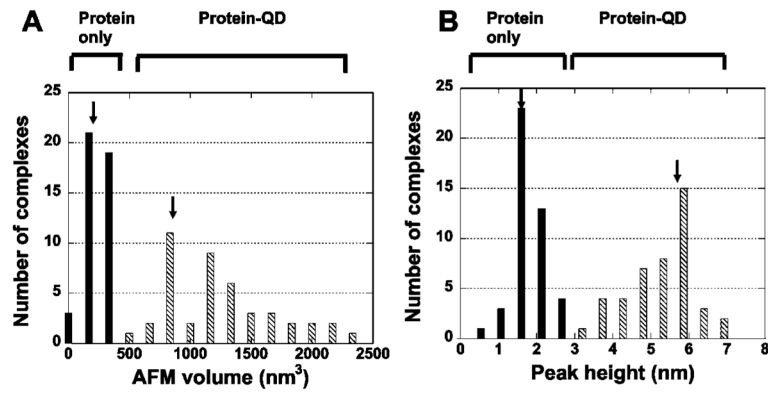 A
Protein only
Protein-QD
Number of complexes
25
20
15
10
5
0
0 500 1000 1500 2000 2500
AFM volume (nm³)
B
Protein only
Protein-QD
Number of complexes
25
20
15
10
5
0
0 1 2 3 4 5 6 7 8
Peak height (nm)